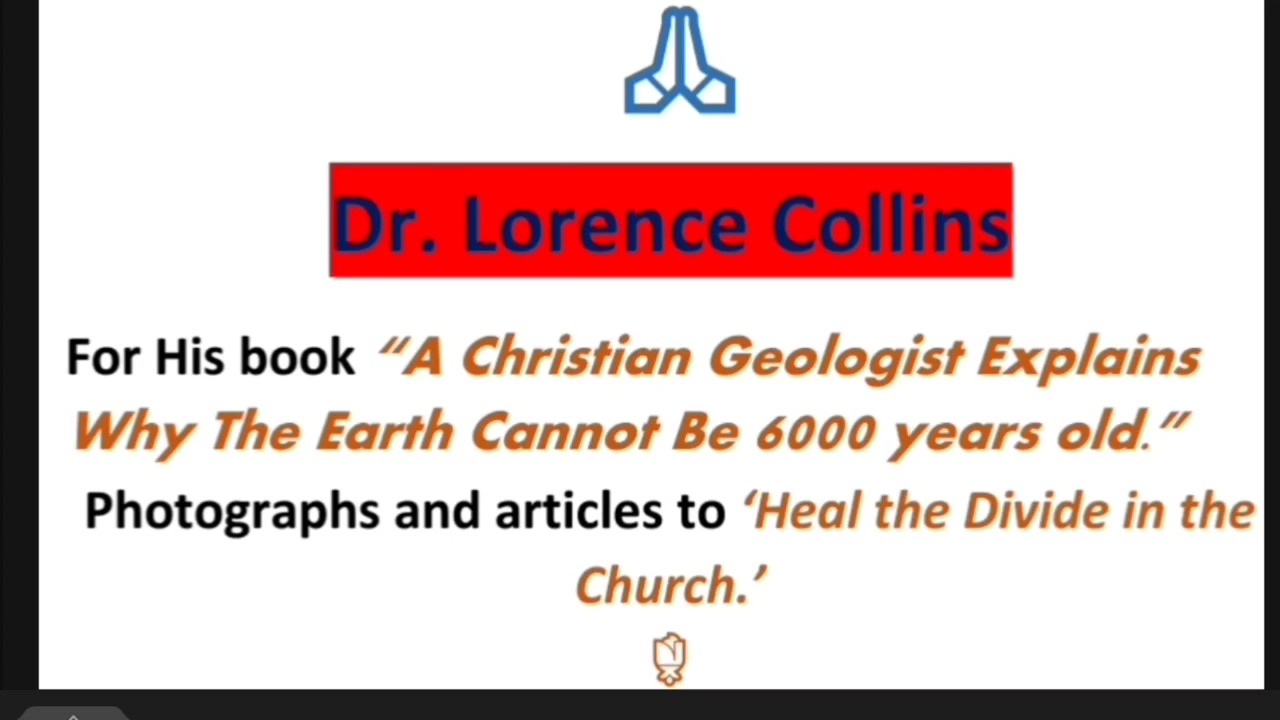 Dr. Lorence Collins
For His book “A Christian Geologist Explains
Why The Earth Cannot Be 6000 years old.”
Photographs and articles to ‘Heal the Divide in the
Church.’